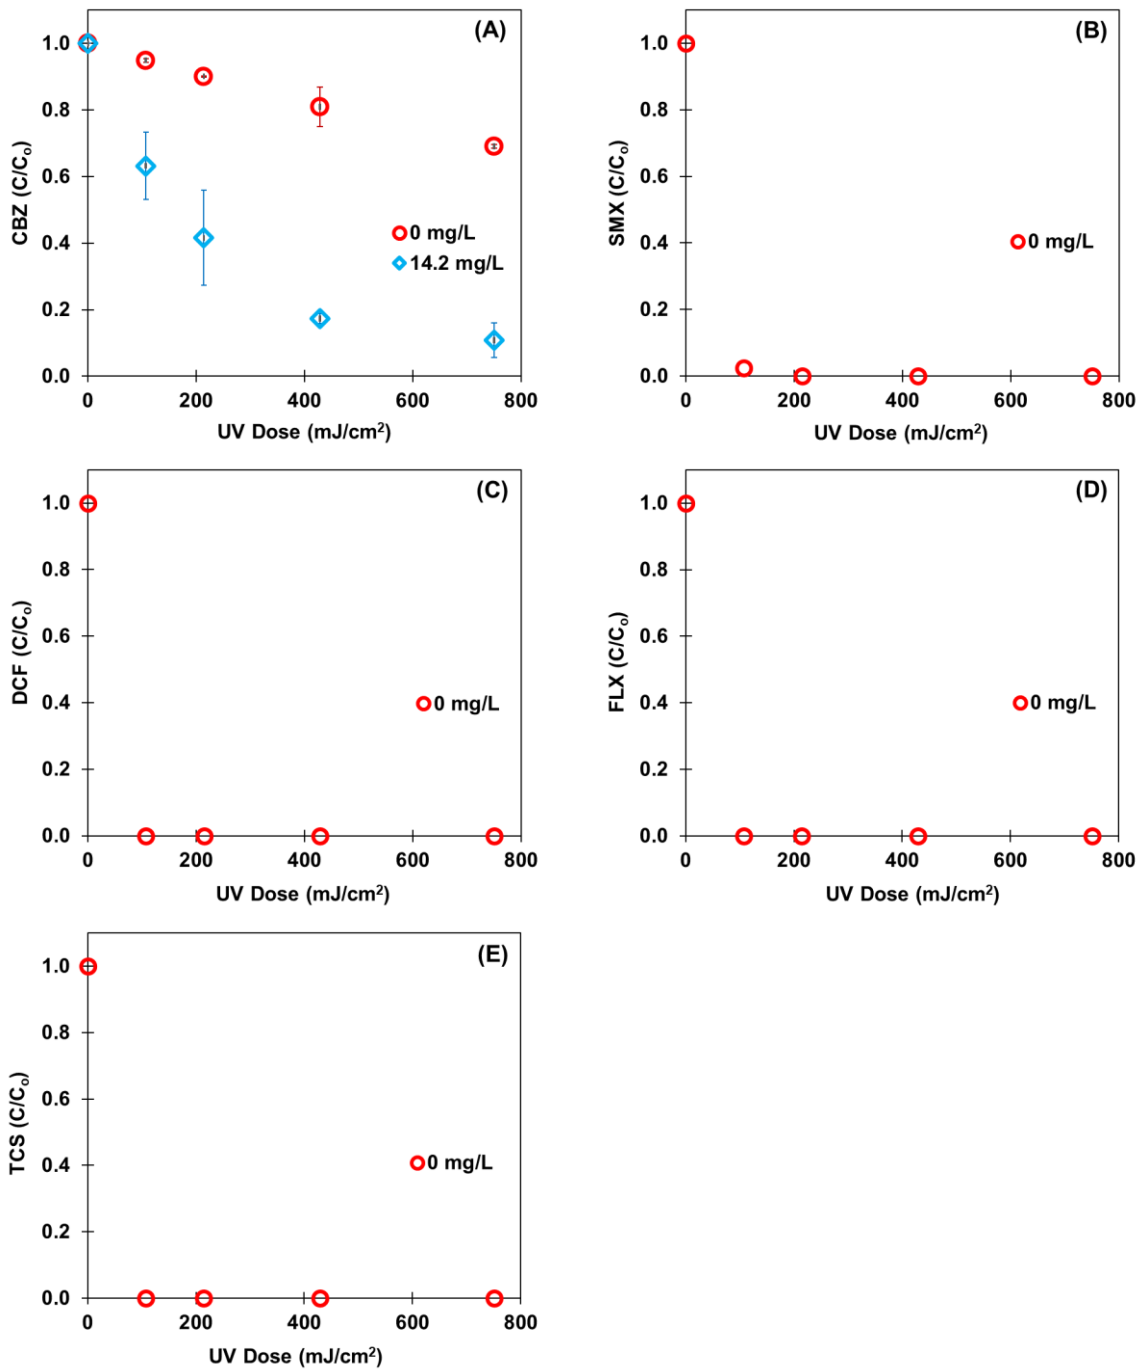 (A)
1.0
0.8
0.6
0.4
0.2
0.0
CBZ (C/Co)
0 mg/L
14.2 mg/L
0 200 400 600 800
UV Dose (mJ/cm²)
(B)
1.0
0.8
0.6
0.4
0.2
0.0
SMX (C/Co)
0 mg/L
0 200 400 600 800
UV Dose (mJ/cm²)
(C)
1.0
0.8
0.6
0.4
0.2
0.0
DCF (C/Co)
0 mg/L
0 200 400 600 800
UV Dose (mJ/cm²)
(D)
1.0
0.8
0.6
0.4
0.2
0.0
FLX (C/Co)
0 mg/L
0 200 400 600 800
UV Dose (mJ/cm²)
(E)
1.0
0.8
0.6
0.4
0.2
0.0
TCS (C/Co)
0 mg/L
0 200 400 600 800
UV Dose (mJ/cm²)